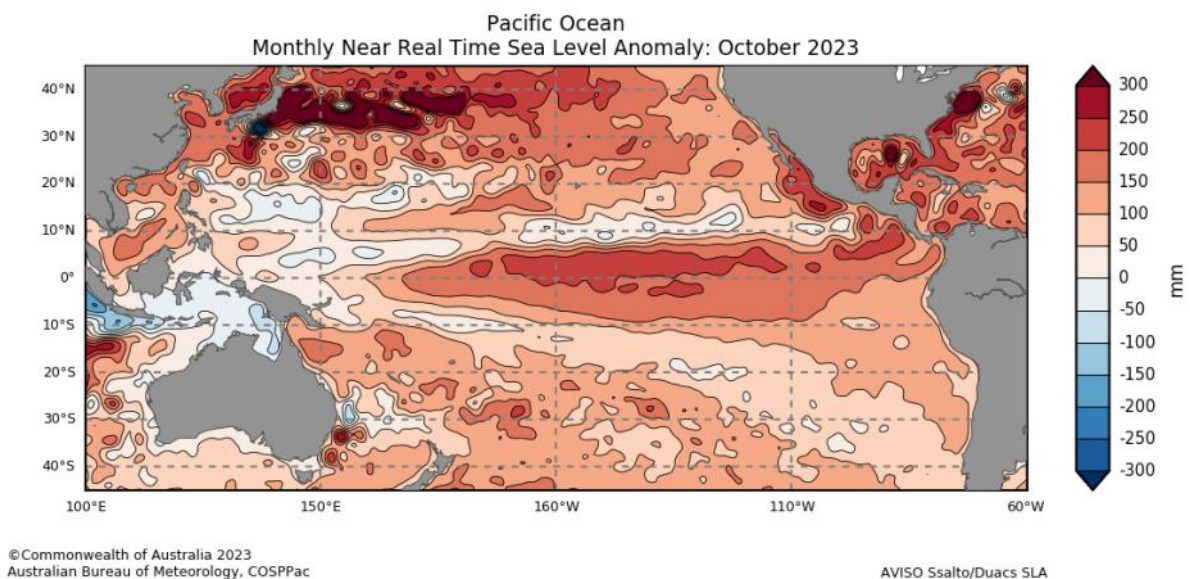 Pacific Ocean
Monthly Near Real Time Sea Level Anomaly: October 2023
40°N
30°N
20°N
10°N
0°
10°S
20°S
30°S
40°S
100°E
150°E
160°W
110°W
60°W
300
250
200
150
100
50
0
-50
-100
-150
-200
-250
-300
mm
©Commonwealth of Australia 2023
Australian Bureau of Meteorology, COSPPac
AVISO Ssalto/Duacs SLA